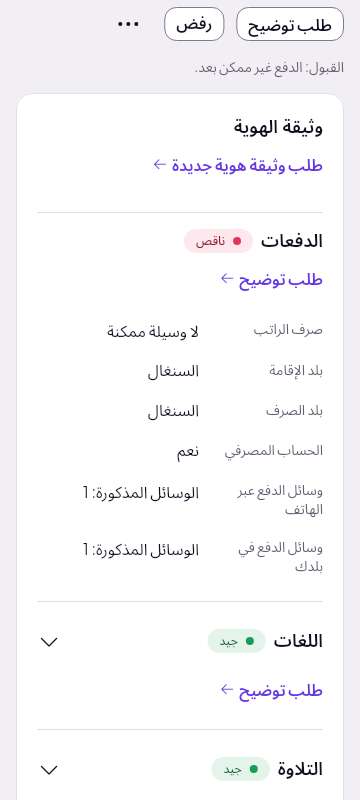 طلب توضيح
رفض
القبول: الدفع غير ممكن بعد.
وثيقة الهوية
طلب وثيقة هوية جديدة ←
الدفعات ناقص
طلب توضيح ←
صرف الراتب لا وسيلة ممكنة
بلد الإقامة السنغال
بلد الصرف السنغال
الحساب المصرفي نعم
وسائل الدفع عبر الوسائل المذكورة: 1
الهاتف
وسائل الدفع في الوسائل المذكورة: 1
بلدك
اللغات جيد
طلب توضيح ←
التلاوة جيد